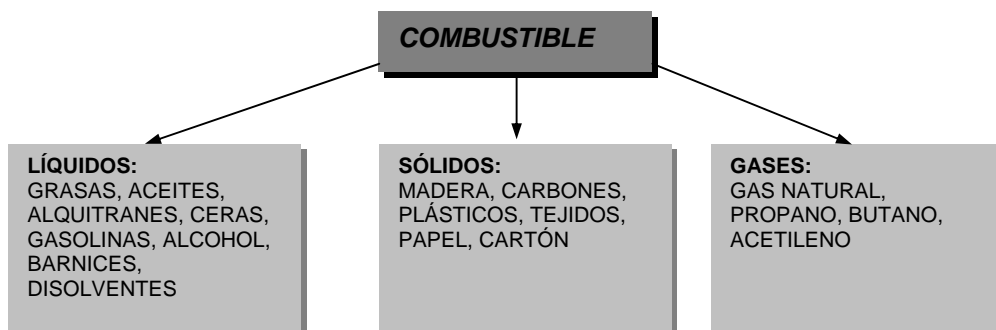 COMBUSTIBLE
LÍQUIDOS:
GRASAS, ACEITES,
ALQUITRANES, CERAS,
GASOLINAS, ALCOHOL,
BARNICES,
DISOLVENTES
SÓLIDOS:
MADERA, CARBONES,
PLÁSTICOS, TEJIDOS,
PAPEL, CARTÓN
GASES:
GAS NATURAL,
PROPANO, BUTANO,
ACETILENO